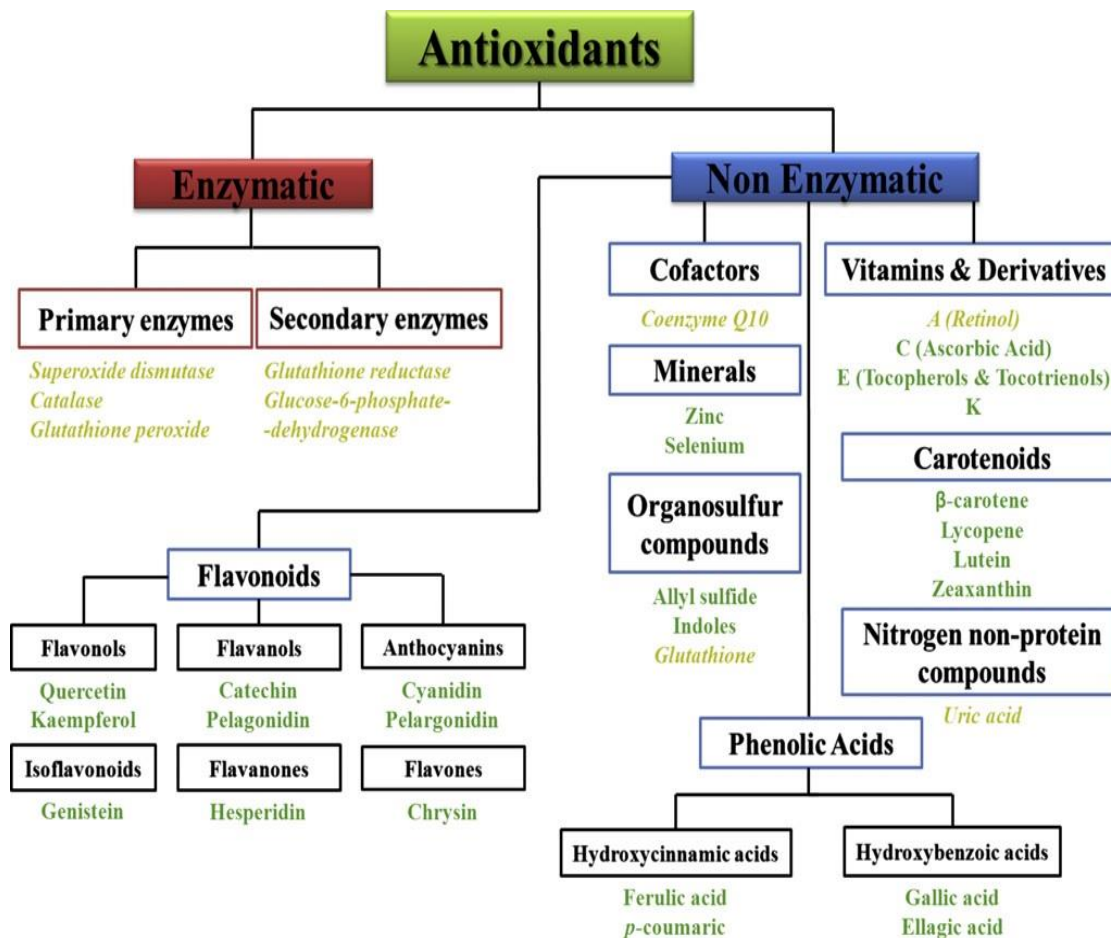 Antioxidants
Enzymatic
Non Enzymatic
Primary enzymes
Superoxide dismutase
Catalase
Glutathione peroxide
Secondary enzymes
Glutathione reductase
Glucose-6-phosphate-
-dehydrogenase
Cofactors
Coenzyme Q10
Minerals
Zinc
Selenium
Organosulfur
compounds
Allyl sulfide
Indoles
Glutathione
Vitamins & Derivatives
A (Retinol)
C (Ascorbic Acid)
E (Tocopherols & Tocotrienols)
K
Carotenoids
β-carotene
Lycopene
Lutein
Zeaxanthin
Nitrogen non-protein
compounds
Uric acid
Flavonoids
Flavonols
Quercetin
Kaempferol
Flavanols
Catechin
Pelagonidin
Anthocyanins
Cyanidin
Pelargonidin
Isoflavonoids
Genistein
Flavanones
Hesperidin
Flavones
Chrysin
Phenolic Acids
Hydroxycinnamic acids
Ferulic acid
p-coumaric
Hydroxybenzoic acids
Gallic acid
Ellagic acid